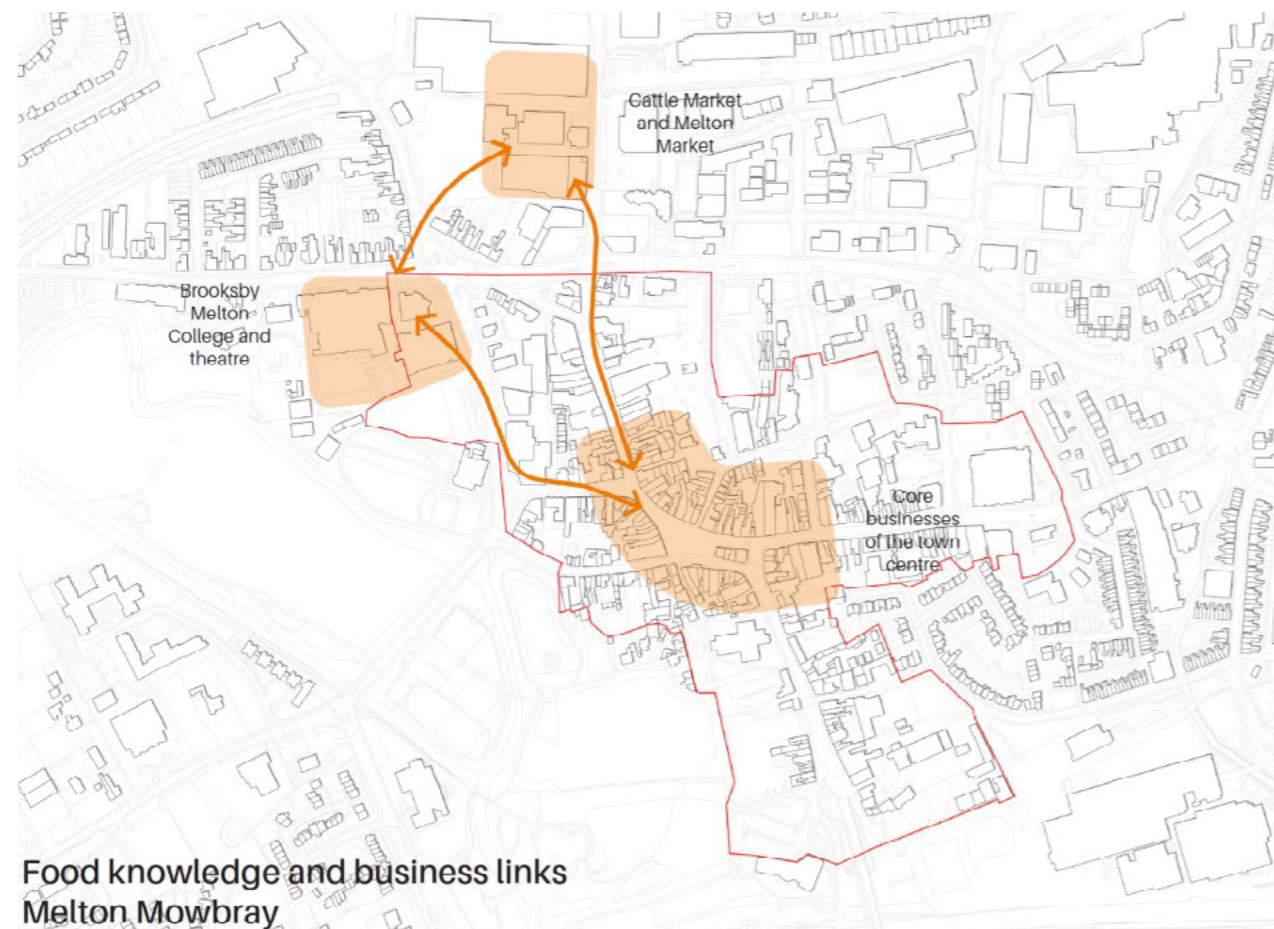 Cattle Market
and Melton
Market
Brooksby
Melton
College and
theatre
Core
businesses
of the town
centre
Food knowledge and business links
Melton Mowbray